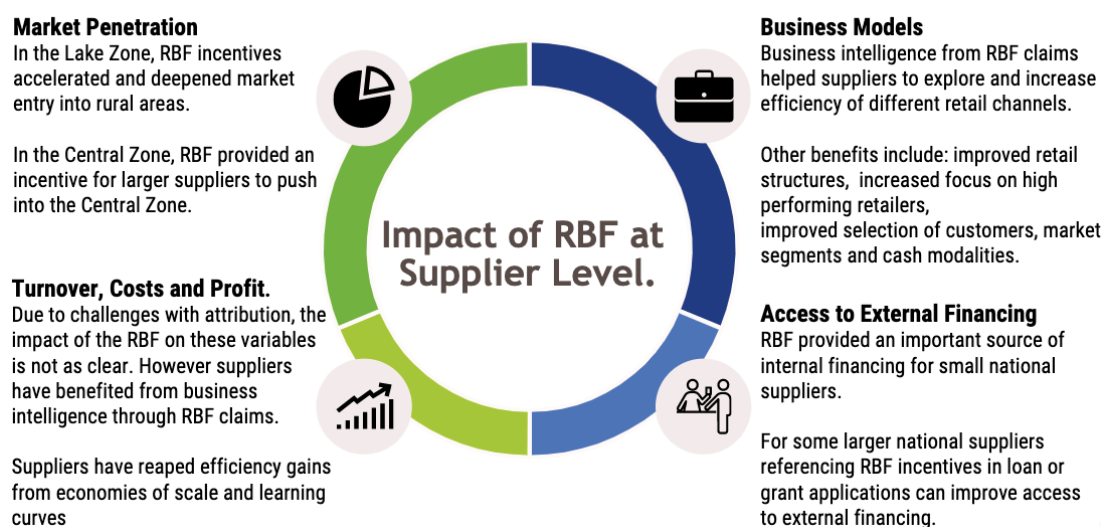 Market Penetration
In the Lake Zone, RBF incentives
accelerated and deepened market
entry into rural areas.
In the Central Zone, RBF provided an
incentive for larger suppliers to push
into the Central Zone.
Turnover, Costs and Profit.
Due to challenges with attribution, the
impact of the RBF on these variables
is not as clear. However suppliers
have benefited from business
intelligence through RBF claims.
Suppliers have reaped efficiency gains
from economies of scale and learning
curves
Impact of RBF at
Supplier Level.
Business Models
Business intelligence from RBF claims
helped suppliers to explore and increase
efficiency of different retail channels.
Other benefits include: improved retail
structures, increased focus on high
performing retailers,
improved selection of customers, market
segments and cash modalities.
Access to External Financing
RBF provided an important source of
internal financing for small national
suppliers.
For some larger national suppliers
referencing RBF incentives in loan or
grant applications can improve access
to external financing.